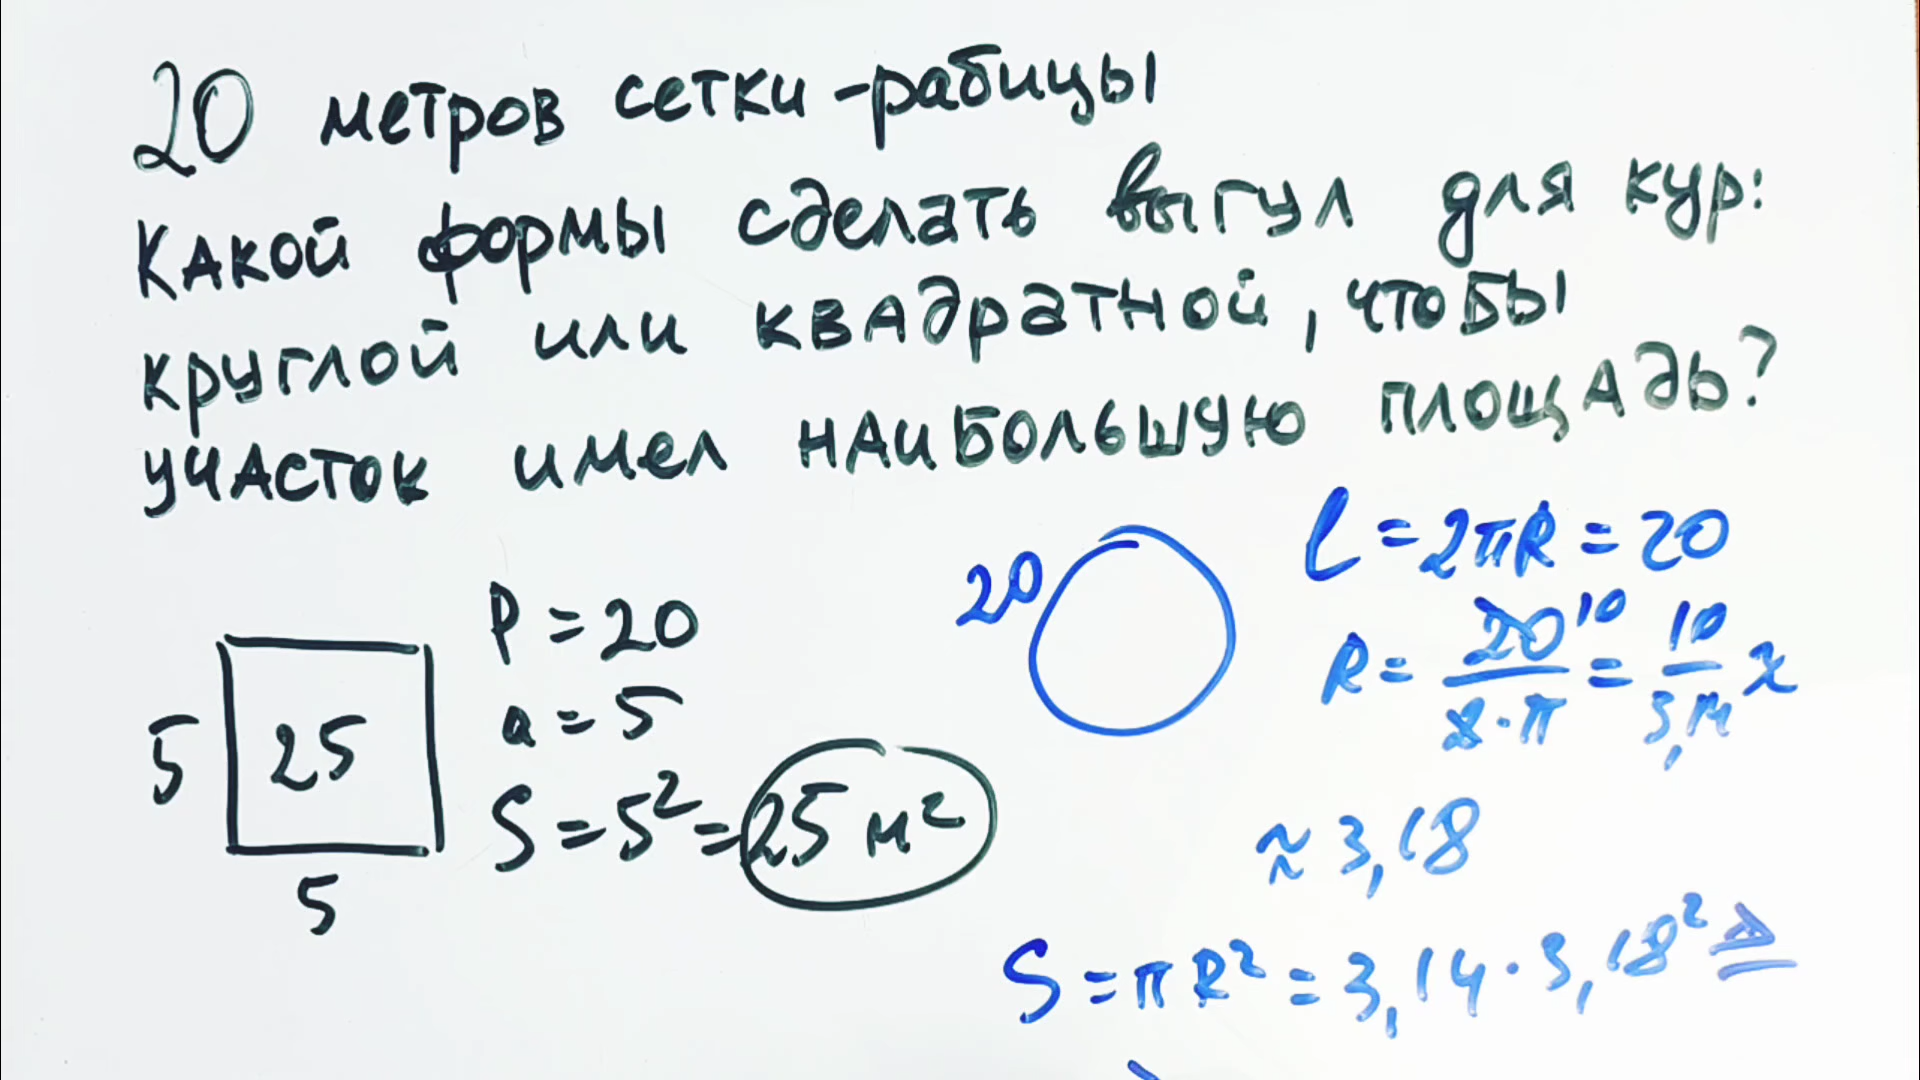 20 метров сетки-рабицы
Какой формы сделать выгул для кур:
круглой или квадратной, чтобы
участок имел наибольшую площадь?
5
25
5
P = 20
a = 5
S = 5² = 25 м²
20
l = 2πR = 20
R = 20/2·π 10 = 10/3,14 ≈
≈ 3,18
S = πR² = 3,14 · 3,18² ≈